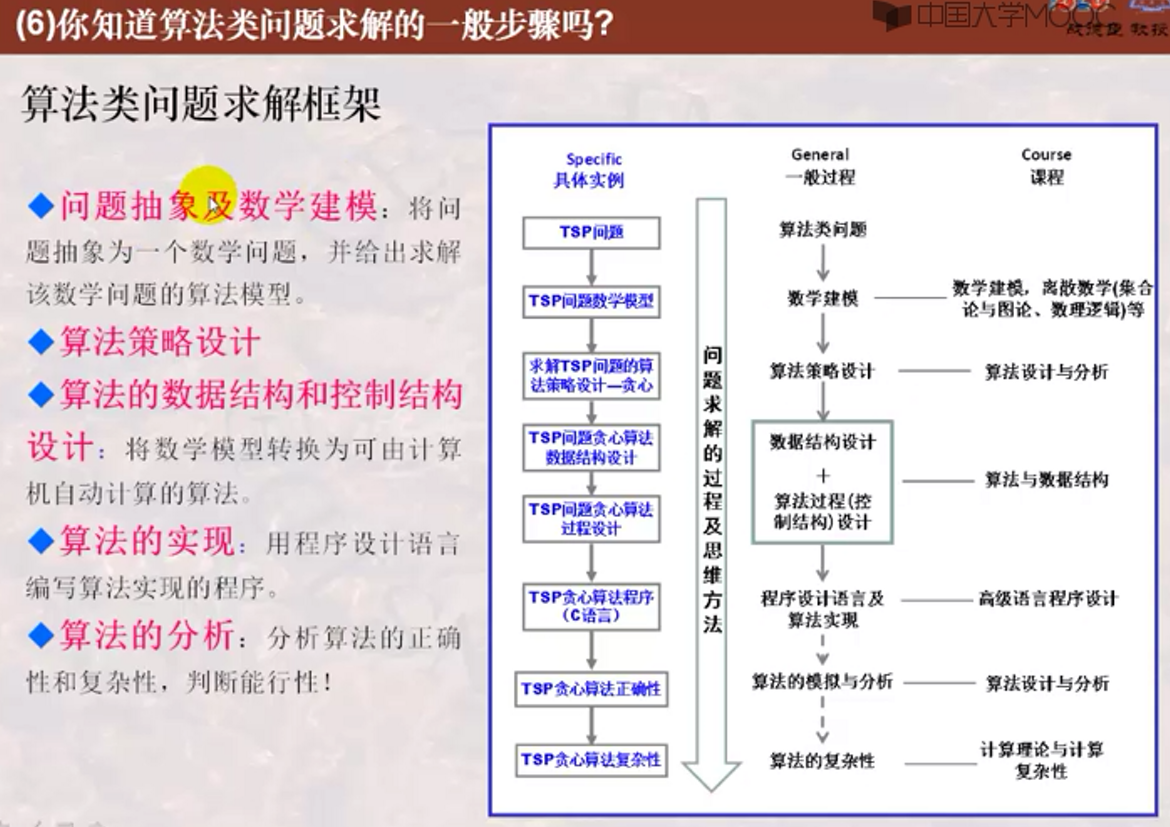 (6)你知道算法类问题求解的一般步骤吗?
中国大学MOOC
算法类问题求解框架
◆问题抽象及数学建模：将问
题抽象为一个数学问题，并给出求解
该数学问题的算法模型。
◆算法策略设计
◆算法的数据结构和控制结构
设计：将数学模型转换为可由计算
机自动计算的算法。
◆算法的实现：用程序设计语言
编写算法实现的程序。
◆算法的分析：分析算法的正确
性和复杂性，判断能行性！
Specific
具体实例
TSP问题
TSP问题数学模型
求解TSP问题的算
法策略设计—贪心
TSP问题贪心算法
数据结构设计
TSP问题贪心算法
过程设计
TSP贪心算法程序
（C语言）
TSP贪心算法正确性
TSP贪心算法复杂性
问题求解的过程及思维方法
General
一般过程
算法类问题
数学建模
算法策略设计
数据结构设计
+
算法过程(控
制结构)设计
程序设计语言及
算法实现
算法的模拟与分析
算法的复杂性
Course
课程
数学建模，离散数学(集合
论与图论、数理逻辑)等
算法设计与分析
算法与数据结构
高级语言程序设计
算法设计与分析
计算理论与计算
复杂性